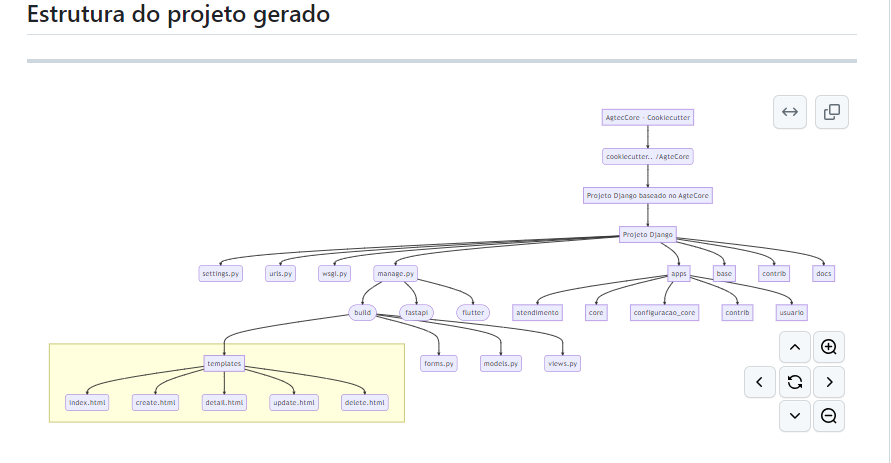 Estrutura do projeto gerado
AgtecCore - Cookiecutter
cookiecutter.. /AgteCore
Projeto Django baseado no AgteCore
Projeto Django
settings.py
urls.py
wsgi.py
manage.py
apps
base
contrib
docs
build
fastapi
flutter
atendimento
core
configuracao_core
contrib
usuario
templates
forms.py
models.py
views.py
index.html
create.html
detail.html
update.html
delete.html